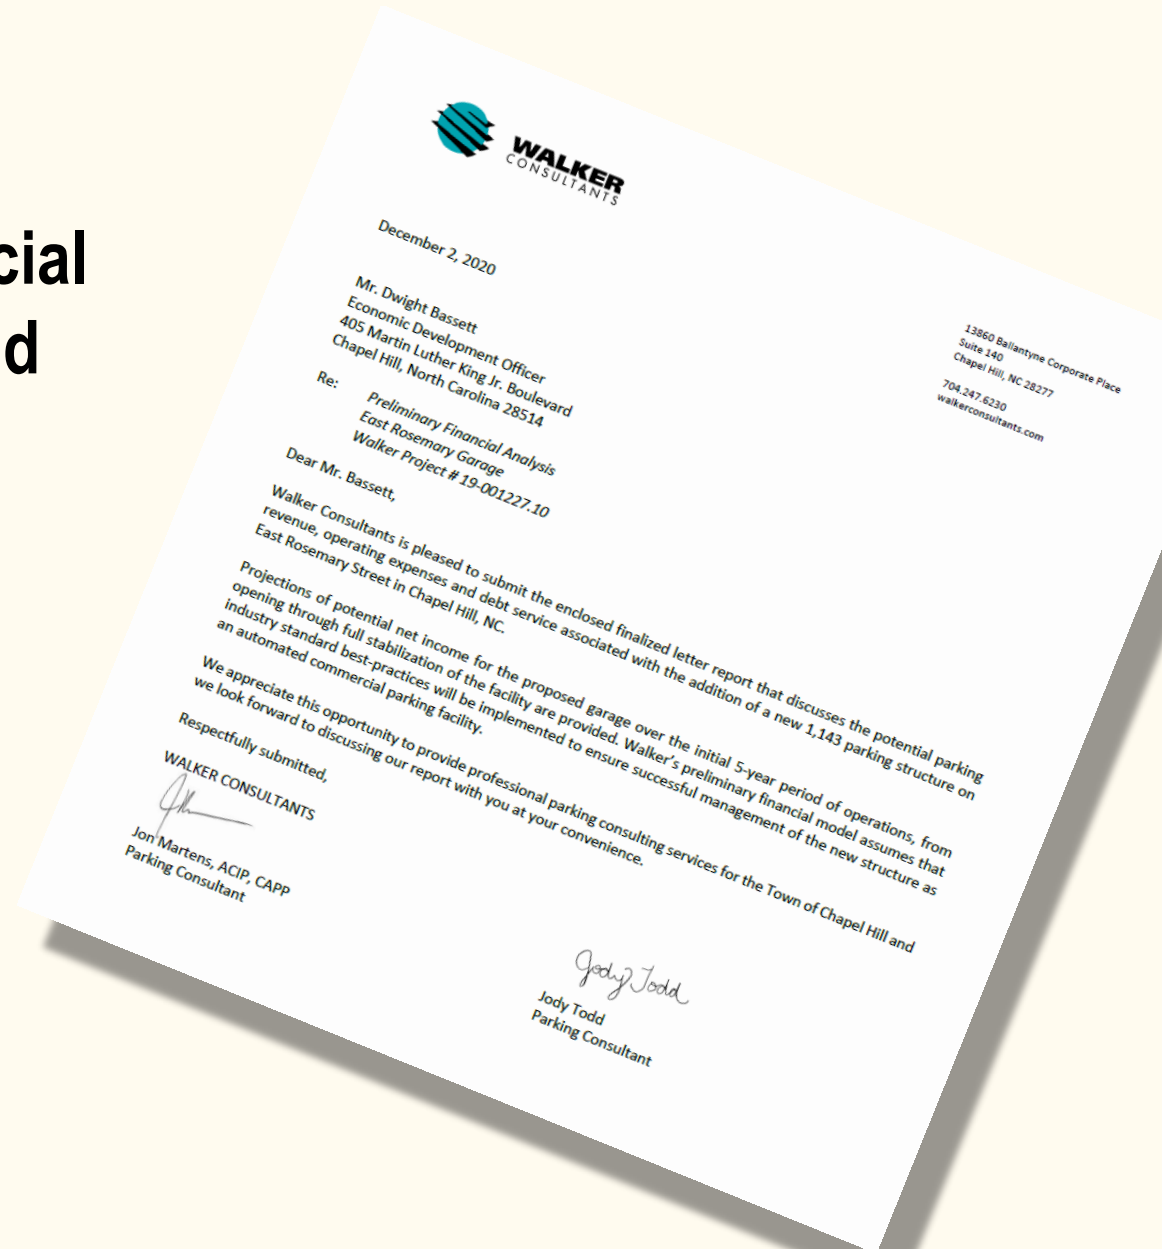 cial
d
WALKER
CONSULTANTS
December 2, 2020
13860 Ballantyne Corporate Place
Suite 140
Chapel Hill, NC 28277
704.247.6230
walkerconsultants.com
Mr. Dwight Bassett
Economic Development Officer
405 Martin Luther King Jr. Boulevard
Chapel Hill, North Carolina 28514
Re: Preliminary Financial Analysis
East Rosemary Garage
Walker Project # 19-001227.10
Dear Mr. Bassett,
Walker Consultants is pleased to submit the enclosed finalized letter report that discusses the potential parking
revenue, operating expenses and debt service associated with the addition of a new 1,143 parking structure on
East Rosemary Street in Chapel Hill, NC.
Projections of potential net income for the proposed garage over the initial 5-year period of operations, from
opening through full stabilization of the facility are provided. Walker's preliminary financial model assumes that
industry standard best-practices will be implemented to ensure successful management of the new structure as
an automated commercial parking facility.
We appreciate this opportunity to provide professional parking consulting services for the Town of Chapel Hill and
we look forward to discussing our report with you at your convenience.
Respectfully submitted,
WALKER CONSULTANTS
Jon Martens, ACIP, CAPP
Parking Consultant
Jody Todd
Jody Todd
Parking Consultant